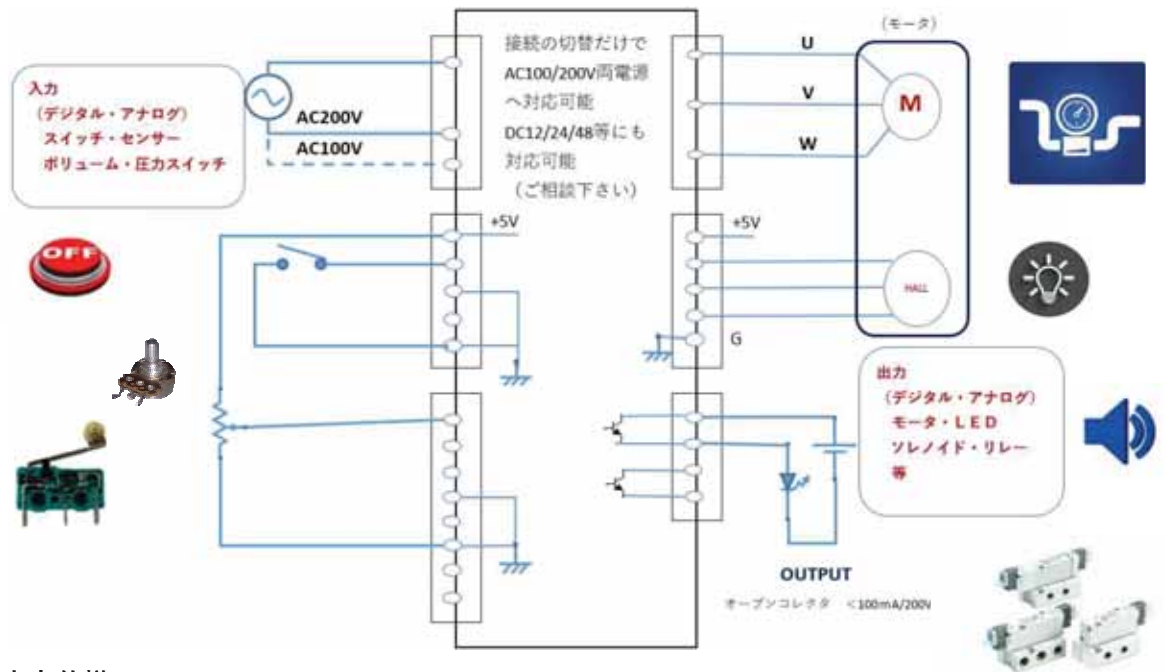 入力
（デジタル・アナログ）
スイッチ・センサー
ボリューム・圧力スイッチ
OFF
AC200V
AC100V
接続の切替だけで
AC100/200V両電源
へ対応可能
DC12/24/48等にも
対応可能
（ご相談下さい）
+5V
（モータ）
U
V
W
M
+5V
HALL
G
出力
（デジタル・アナログ）
モータ・ＬＥＤ
ソレノイド・リレー
等
OUTPUT
オープンコレクタ　＜100mA/200V